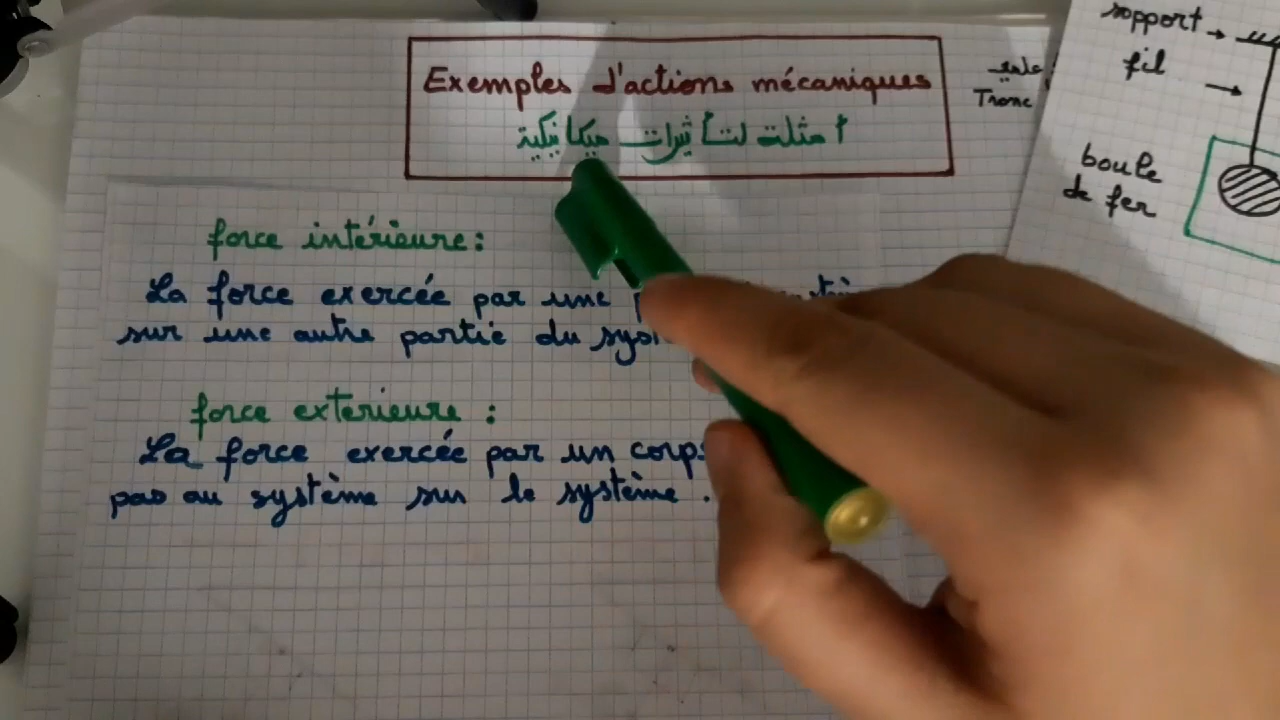 Exemples d'actions mécaniques
أمثلة لتأثيرات ميكانيكية
force intérieure:
La force exercée par une
sur une autre partie du
force exterieure :
La force exercée par un corps
pas au système sur le système .
Tronc
support
fil
boule
de fer